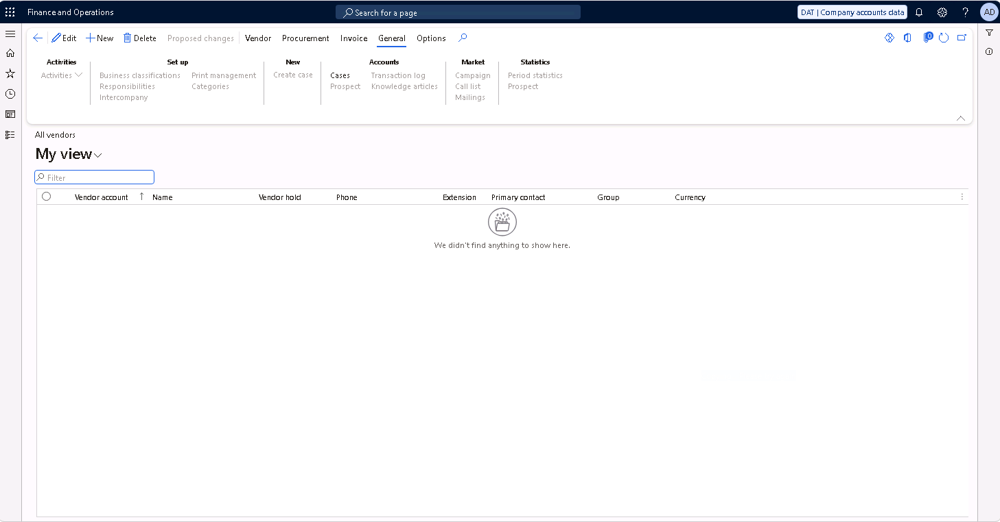 Finance and Operations
Search for a page
DAT | Company accounts data
?
AD
Edit New Delete Proposed changes Vendor Procurement Invoice General Options
0
Activities Set up New Accounts Market Statistics
Activities Business classifications Print management Create case Cases Transaction log Campaign Period statistics
Responsibilities Categories Prospect Knowledge articles Call list Prospect
Intercompany Mailings
All vendors
My view
Filter
Vendor account ↑ Name Vendor hold Phone Extension Primary contact Group Currency
We didn't find anything to show here.